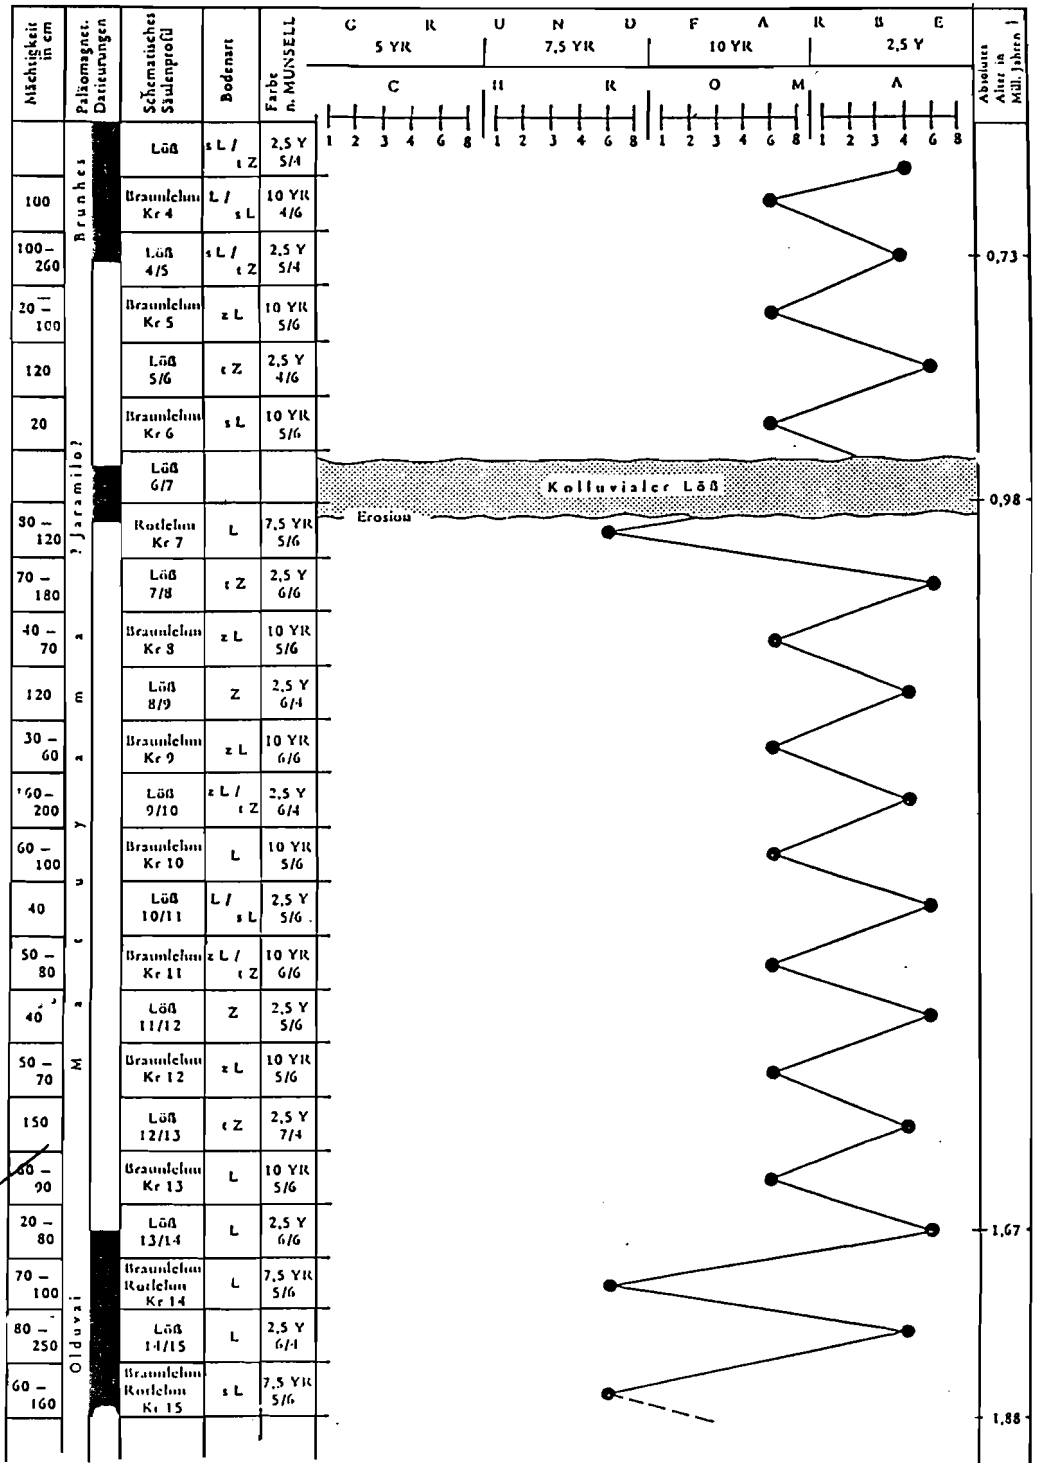 Mächtigkeit in cm
Paläomagnet. Datierungen
Schematisches Säulenprofil
Bodenart
Farbe n. MUNSELL
G R U N D F A R B E
5 YR 7,5 YR 10 YR 2,5 Y
C H R O M A
1 2 3 4 6 8 1 2 3 4 6 8 1 2 3 4 6 8 1 2 3 4 6 8
Absolutes Alter in Mill. Jahren
Brunhes
? Jaramilo?
Matuyama
Olduvai
Löß sL / tZ 2,5 Y 5/4
100 Braunlehm Kr 4 L / sL 10 YR 4/6
100 – 260 Löß 4/5 sL / tZ 2,5 Y 5/4 0,73
20 – 100 Braunlehm Kr 5 zL 10 YR 5/6
120 Löß 5/6 tZ 2,5 Y 4/6
20 Braunlehm Kr 6 sL 10 YR 5/6
Löß 6/7 Kolluvialer Löß 0,98
Erosion
80 – 120 Rotlehm Kr 7 L 7,5 YR 5/6
70 – 180 Löß 7/8 tZ 2,5 Y 6/6
40 – 70 Braunlehm Kr 8 zL 10 YR 5/6
120 Löß 8/9 Z 2,5 Y 6/4
30 – 60 Braunlehm Kr 9 zL 10 YR 6/6
160 – 200 Löß 9/10 zL / tZ 2,5 Y 6/4
60 – 100 Braunlehm Kr 10 L 10 YR 5/6
40 Löß 10/11 L / sL 2,5 Y 5/6
50 – 80 Braunlehm Kr 11 zL / tZ 10 YR 6/6
40 Löß 11/12 Z 2,5 Y 5/6
50 – 70 Braunlehm Kr 12 zL 10 YR 5/6
150 Löß 12/13 tZ 2,5 Y 7/4
60 – 90 Braunlehm Kr 13 L 10 YR 5/6
20 – 80 Löß 13/14 L 2,5 Y 6/6 1,67
70 – 100 Braunlehm Rotlehm Kr 14 L 7,5 YR 5/6
80 – 250 Löß 14/15 L 2,5 Y 6/4
60 – 160 Braunlehm Rotlehm Kr 15 sL 7,5 YR 5/6
1,88